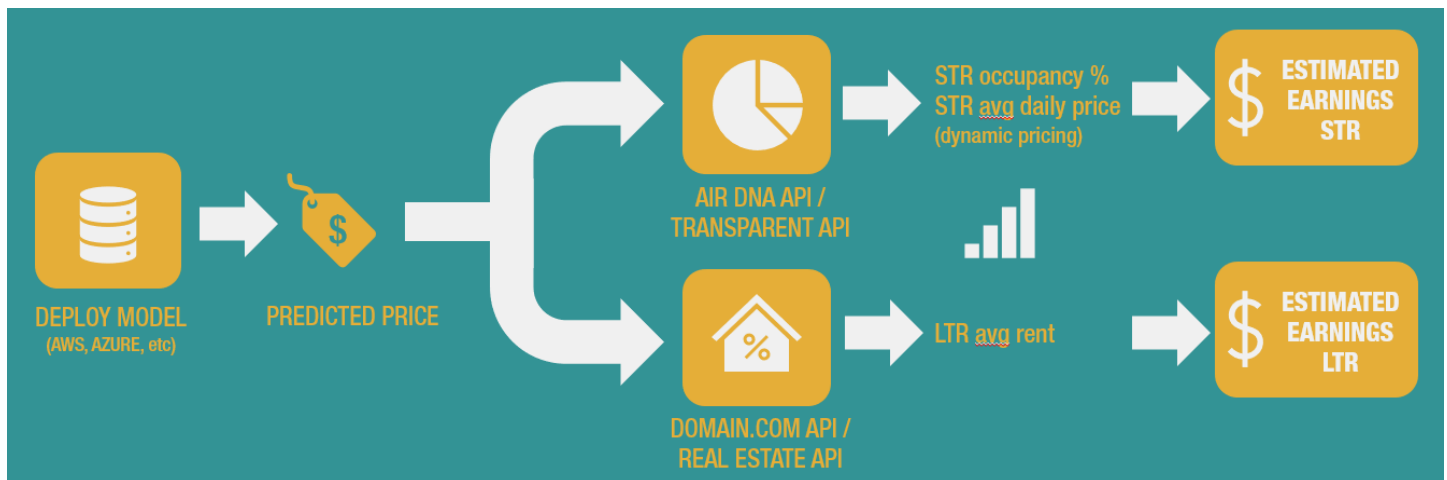 DEPLOY MODEL
(AWS, AZURE, etc)
$
PREDICTED PRICE
AIR DNA API /
TRANSPARENT API
STR occupancy %
STR avg daily price
(dynamic pricing)
$
ESTIMATED
EARNINGS
STR
%
DOMAIN.COM API /
REAL ESTATE API
LTR avg rent
$
ESTIMATED
EARNINGS
LTR